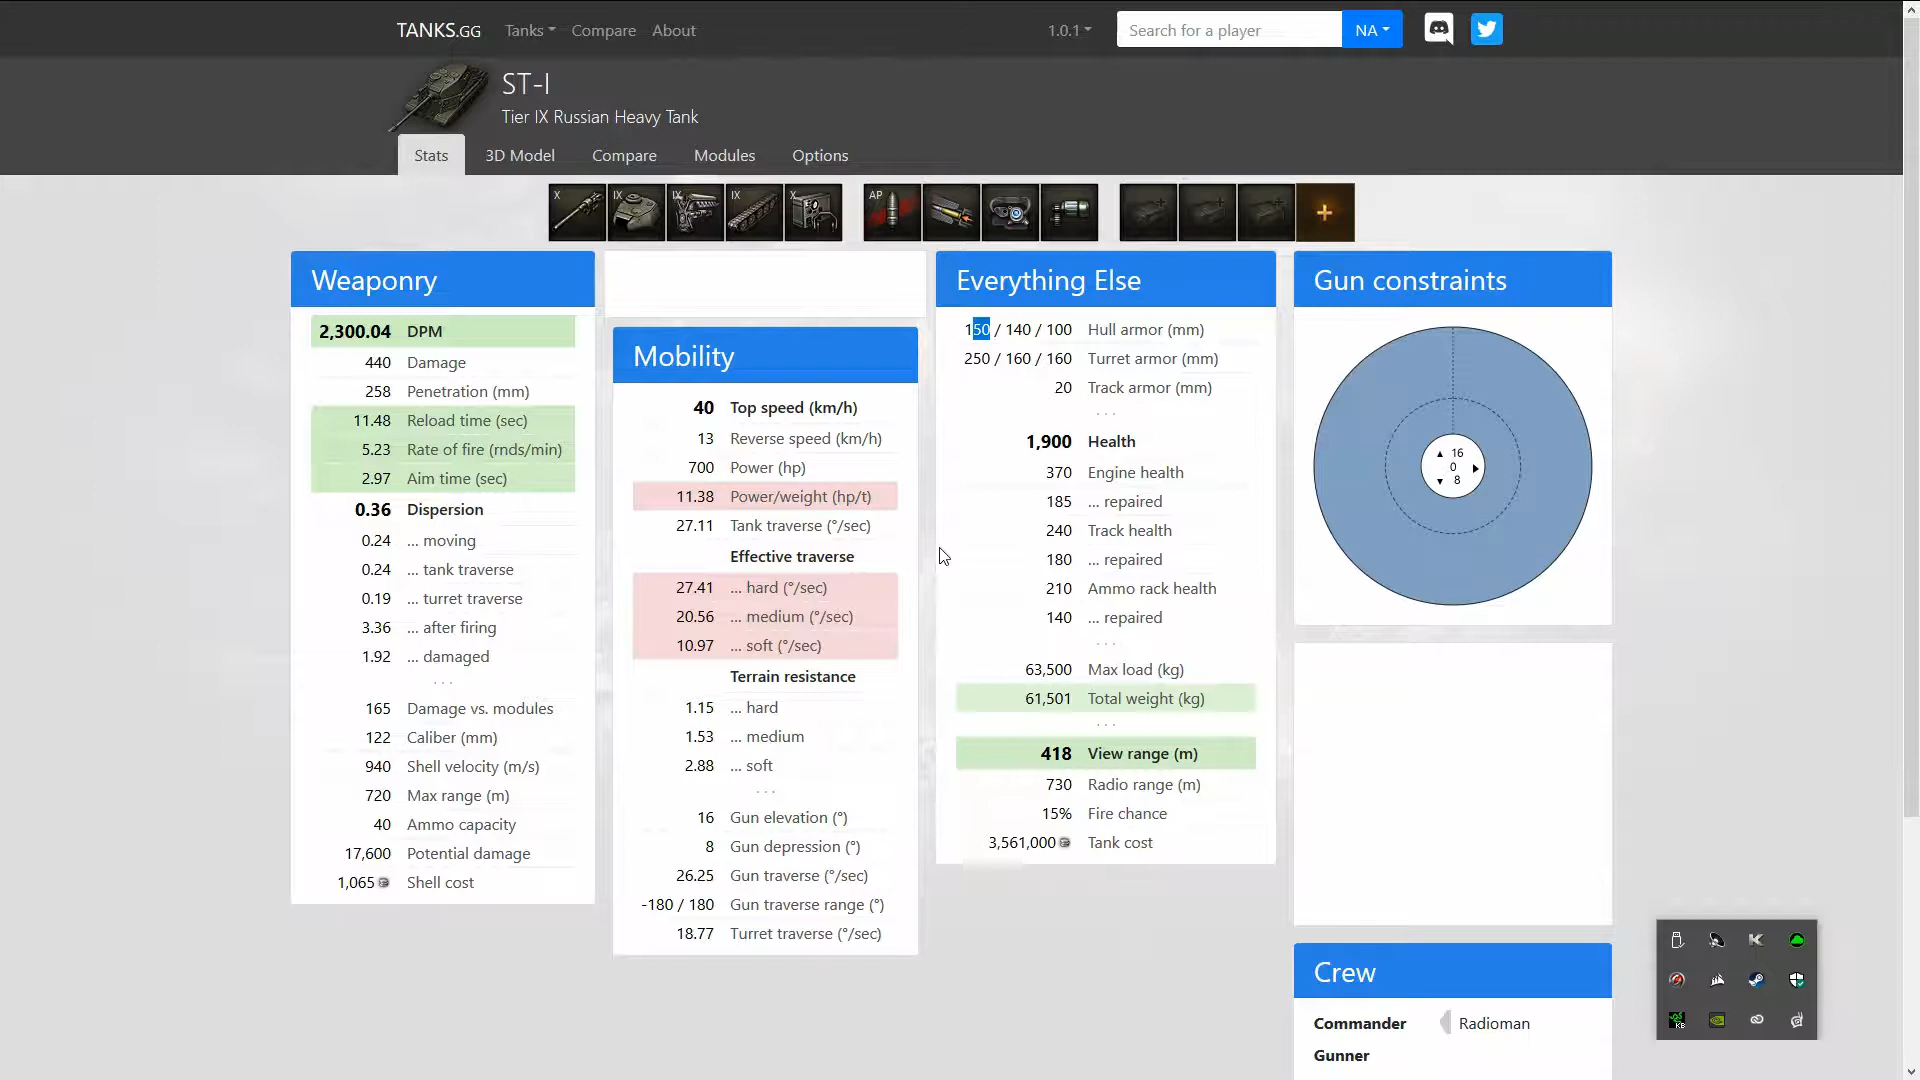 TANKS.GG Tanks Compare About 1.0.1 Search for a player NA
ST-I
Tier IX Russian Heavy Tank
Stats 3D Model Compare Modules Options
X IX IX IX X AP
Weaponry
2,300.04 DPM
440 Damage
258 Penetration (mm)
11.48 Reload time (sec)
5.23 Rate of fire (rnds/min)
2.97 Aim time (sec)
0.36 Dispersion
0.24 ... moving
0.24 ... tank traverse
0.19 ... turret traverse
3.36 ... after firing
1.92 ... damaged
...
165 Damage vs. modules
122 Caliber (mm)
940 Shell velocity (m/s)
720 Max range (m)
40 Ammo capacity
17,600 Potential damage
1,065 Shell cost
Mobility
40 Top speed (km/h)
13 Reverse speed (km/h)
700 Power (hp)
11.38 Power/weight (hp/t)
27.11 Tank traverse (°/sec)
Effective traverse
27.41 ... hard (°/sec)
20.56 ... medium (°/sec)
10.97 ... soft (°/sec)
Terrain resistance
1.15 ... hard
1.53 ... medium
2.88 ... soft
...
16 Gun elevation (°)
8 Gun depression (°)
26.25 Gun traverse (°/sec)
-180 / 180 Gun traverse range (°)
18.77 Turret traverse (°/sec)
Everything Else
150 / 140 / 100 Hull armor (mm)
250 / 160 / 160 Turret armor (mm)
20 Track armor (mm)
...
1,900 Health
370 Engine health
185 ... repaired
240 Track health
180 ... repaired
210 Ammo rack health
140 ... repaired
...
63,500 Max load (kg)
61,501 Total weight (kg)
...
418 View range (m)
730 Radio range (m)
15% Fire chance
3,561,000 Tank cost
Gun constraints
16
0
8
Crew
Commander Radioman
Gunner